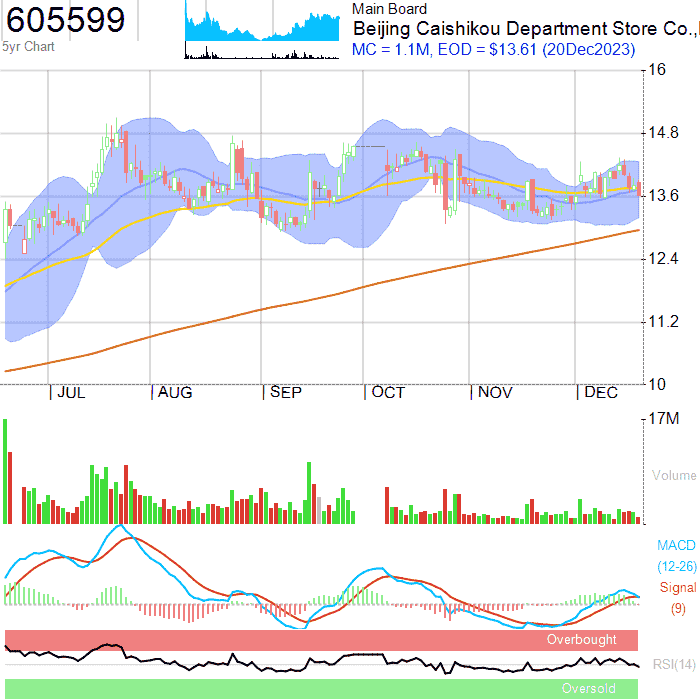 605599
5yr Chart
Main Board
Beijing Caishikou Department Store Co.,
MC = 1.1M, EOD = $13.61 (20Dec2023)
16
14.8
13.6
12.4
11.2
10
JUL
AUG
SEP
OCT
NOV
DEC
17M
Volume
MACD
(12-26)
Signal
(9)
Overbought
RSI(14)
Oversold